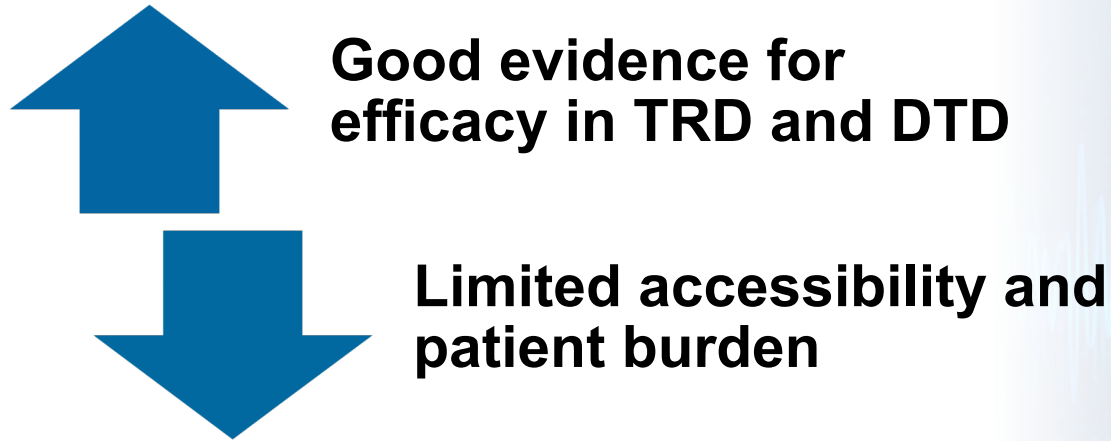 Good evidence for
efficacy in TRD and DTD
Limited accessibility and
patient burden